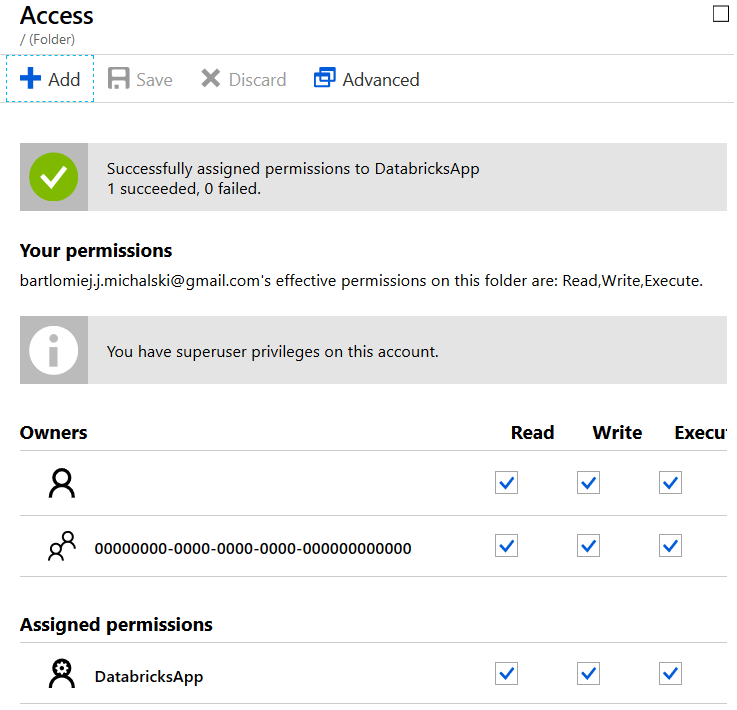 Access
/ (Folder)
Add Save Discard Advanced
Successfully assigned permissions to DatabricksApp
1 succeeded, 0 failed.
Your permissions
bartlomiej.j.michalski@gmail.com's effective permissions on this folder are: Read,Write,Execute.
You have superuser privileges on this account.
Owners Read Write Execu
00000000-0000-0000-0000-000000000000
Assigned permissions
DatabricksApp